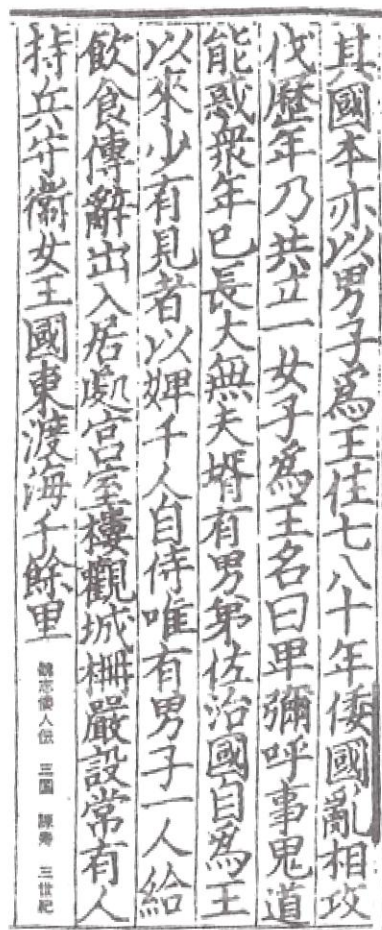 其國本亦以男子爲王住七八十年倭國亂相攻
伐歷年乃共立一女子爲王名曰卑彌呼事鬼道
能惑衆年已長大無夫壻有男弟佐治國自爲王
以來少有見者以婢千人自侍唯有男子一人給
飲食傳辭出入居處宮室樓觀城柵嚴設常有人
持兵守衞女王國東渡海千餘里
魏志倭人伝 三国 譚寿 三世紀